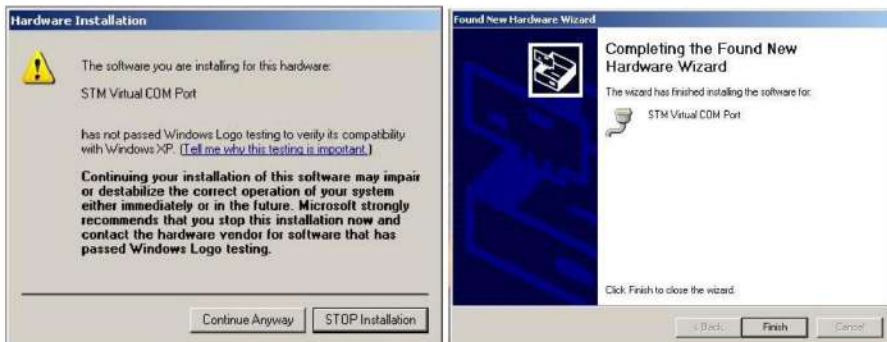 Hardware Installation
The software you are installing for this hardware:
STM Virtual COM Port
has not passed Windows Logo testing to verify its compatibility
with Windows XP. (Tell me why this testing is important.)
Continuing your installation of this software may impair
or destabilize the correct operation of your system
either immediately or in the future. Microsoft strongly
recommends that you stop this installation now and
contact the hardware vendor for software that has
passed Windows Logo testing.
Continue Anyway
STOP Installation
Found New Hardware Wizard
Completing the Found New
Hardware Wizard
The wizard has finished installing the software for:
STM Virtual COM Port
Click Finish to close the wizard.
< Back
Finish
Cancel